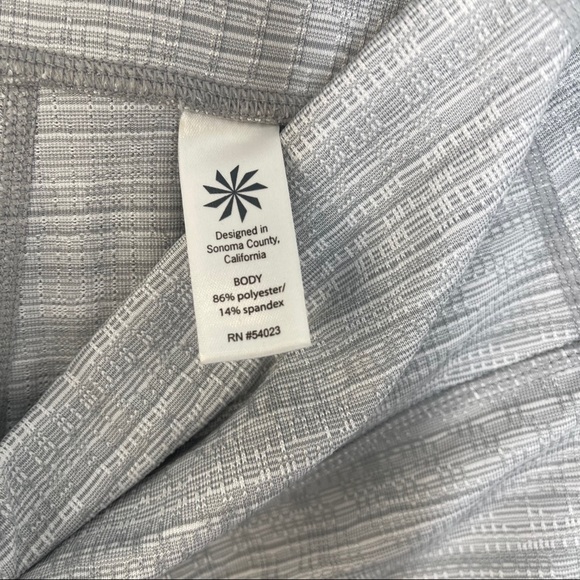 Designed in
Sonoma County,
California
BODY
86% polyester/
14% spandex
RN #54023